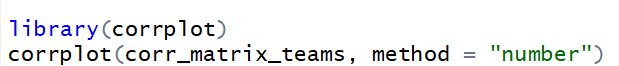 library(corrplot)
corrplot(corr_matrix_teams, method = "number")